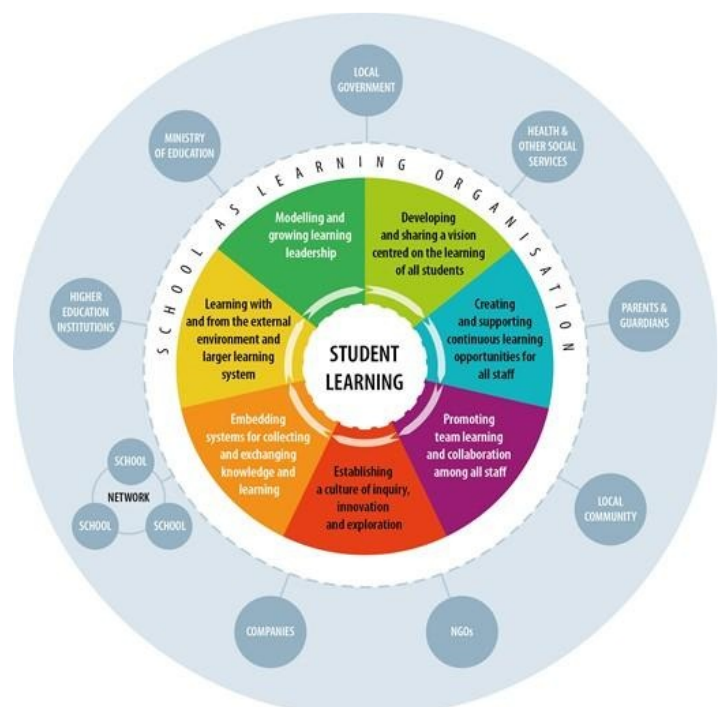 LOCAL
GOVERNMENT
MINISTRY
OF EDUCATION
HEALTH &
OTHER SOCIAL
SERVICES
SCHOOL AS LEARNING ORGANISATION
Modelling and
growing learning
leadership
Developing
and sharing a vision
centred on the learning
of all students
HIGHER
EDUCATION
INSTITUTIONS
Learning with
and from the external
environment and
larger learning
system
Creating
and supporting
continuous learning
opportunities for
all staff
PARENTS &
GUARDIANS
STUDENT
LEARNING
Embedding
systems for collecting
and exchanging
knowledge and
learning
Promoting
team learning
and collaboration
among all staff
Establishing
a culture of inquiry,
innovation
and exploration
SCHOOL
NETWORK
SCHOOL
SCHOOL
LOCAL
COMMUNITY
COMPANIES
NGOs